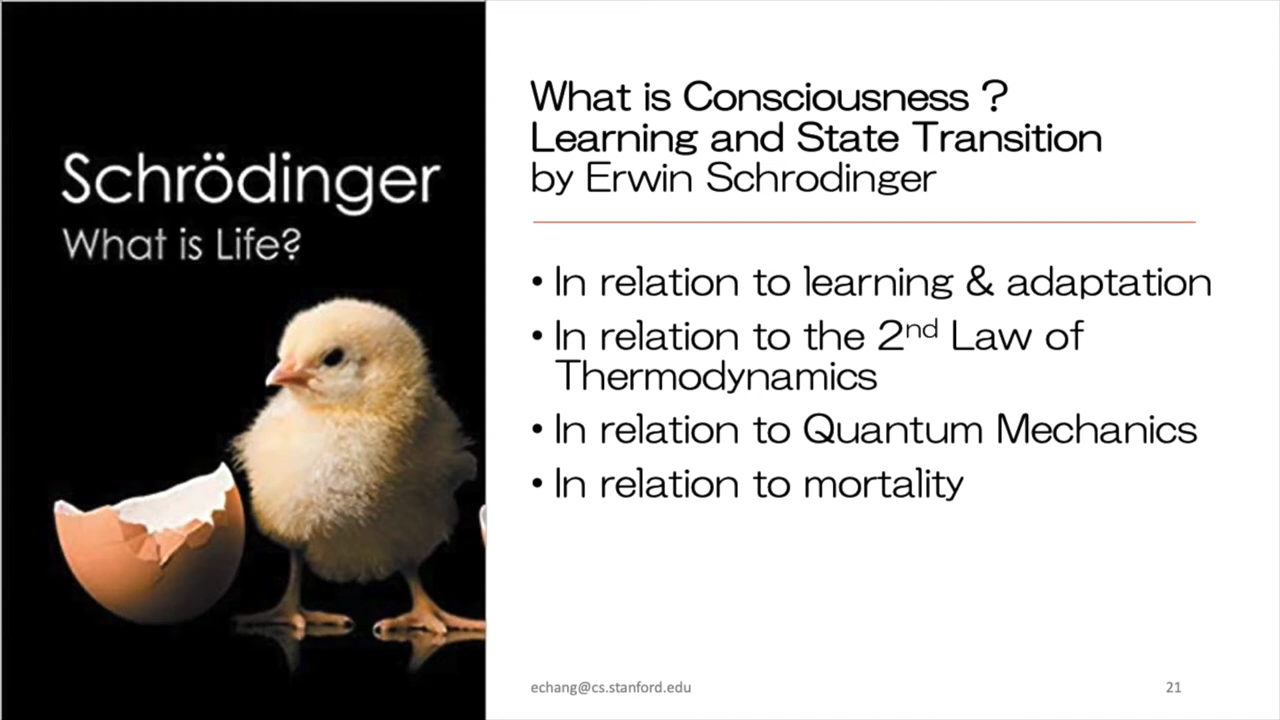 Schrödinger
What is Life?
What is Consciousness ?
Learning and State Transition
by Erwin Schrodinger
• In relation to learning & adaptation
• In relation to the 2nd Law of
Thermodynamics
• In relation to Quantum Mechanics
• In relation to mortality
echang@cs.stanford.edu
21